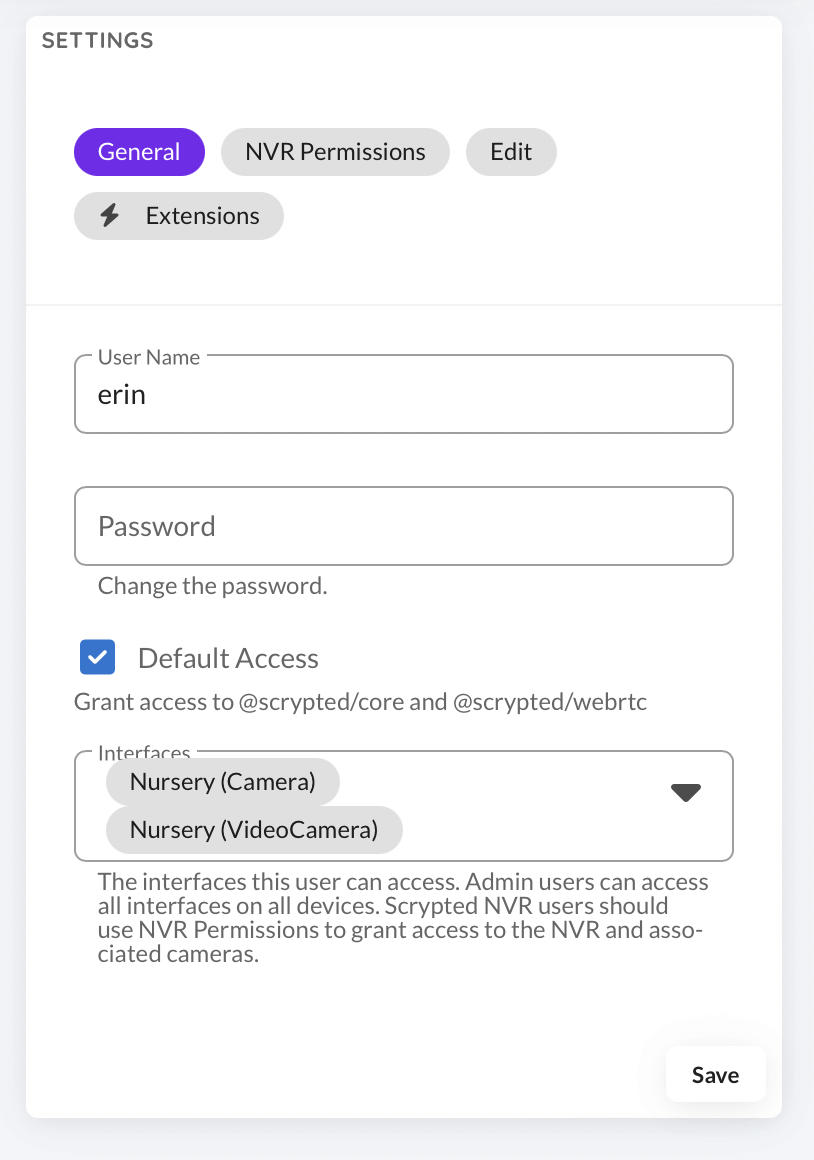 SETTINGS
General
NVR Permissions
Edit
Extensions
User Name
erin
Password
Change the password.
Default Access
Grant access to @scrypted/core and @scrypted/webrtc
Interfaces
Nursery (Camera)
Nursery (VideoCamera)
The interfaces this user can access. Admin users can access
all interfaces on all devices. Scrypted NVR users should
use NVR Permissions to grant access to the NVR and asso-
ciated cameras.
Save